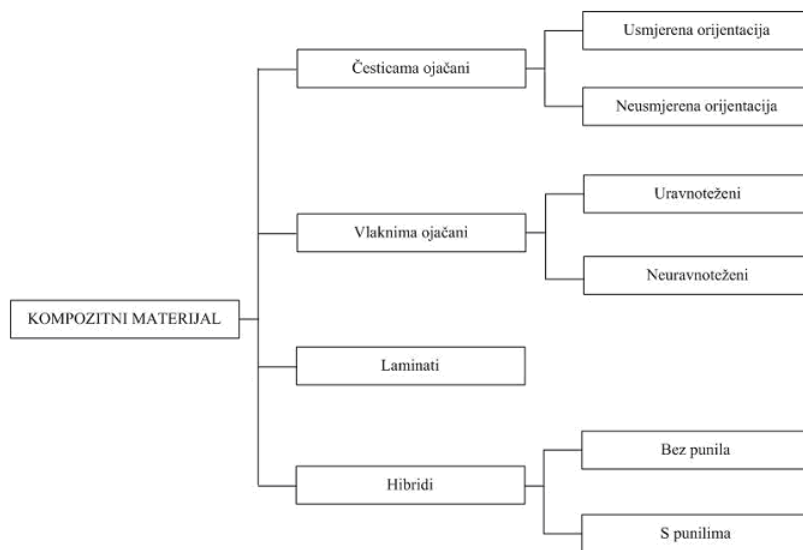 Usmjerena orijentacija
Česticama ojačani
Neusmjerena orijentacija
Uravnoteženi
Vlaknima ojačani
Neuravnoteženi
KOMPOZITNI MATERIJAL
Laminati
Bez punila
Hibridi
S punilima